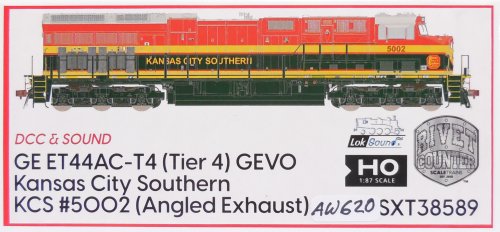 5002
KANSAS CITY SOUTHERN
DCC & SOUND
GE ET44AC-T4 (Tier 4) GEVO
Kansas City Southern
KCS #5002 (Angled Exhaust) AW620 SXT38589
LokSound
HO
1:87 SCALE
RIVET
COUNTER
SCALETRAINS